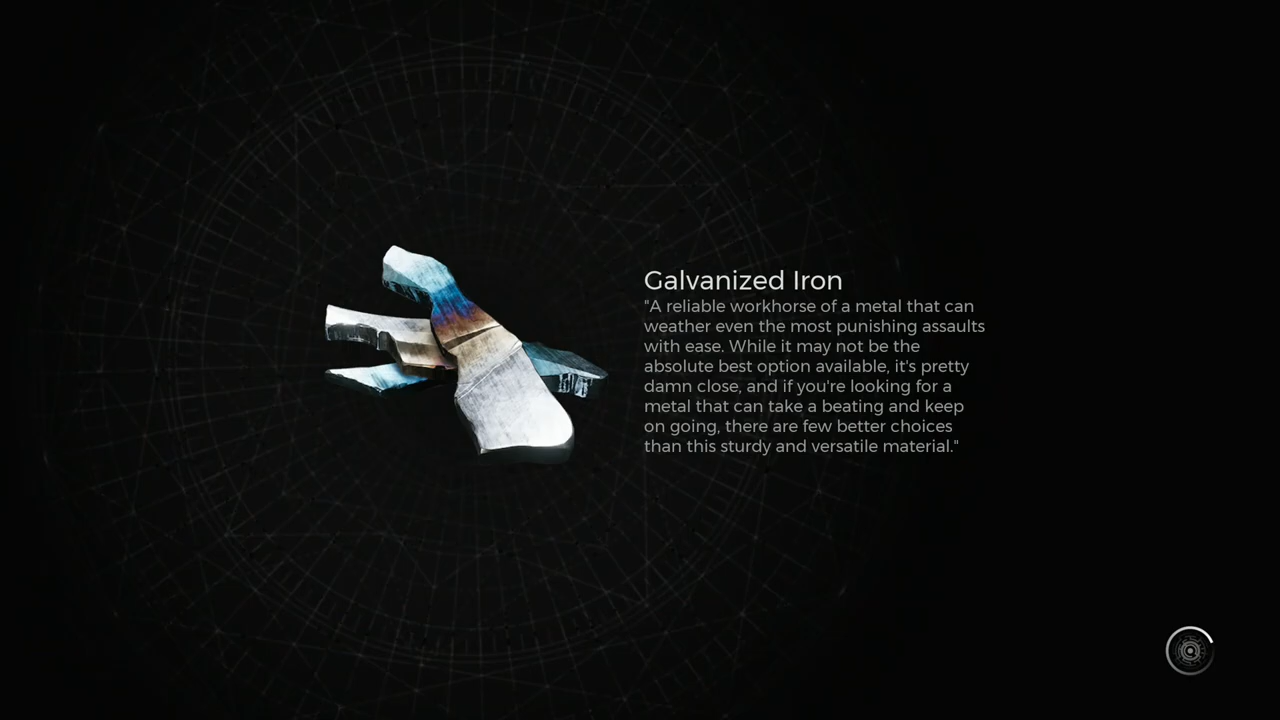 Galvanized Iron
"A reliable workhorse of a metal that can
weather even the most punishing assaults
with ease. While it may not be the
absolute best option available, it's pretty
damn close, and if you're looking for a
metal that can take a beating and keep
on going, there are few better choices
than this sturdy and versatile material."